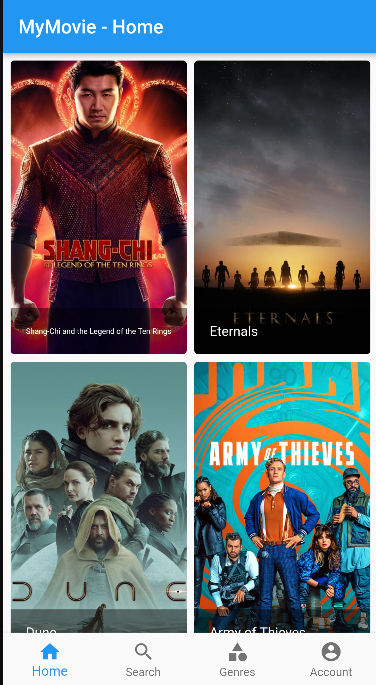 MyMovie - Home
SHANG-CHI
AND THE LEGEND OF THE TEN RINGS
Shang-Chi and the Legend of the Ten Rings
ETERNALS
Eternals
DUNE
Dune
ARMY OF THIEVES
Army of Thieves
Home
Search
Genres
Account